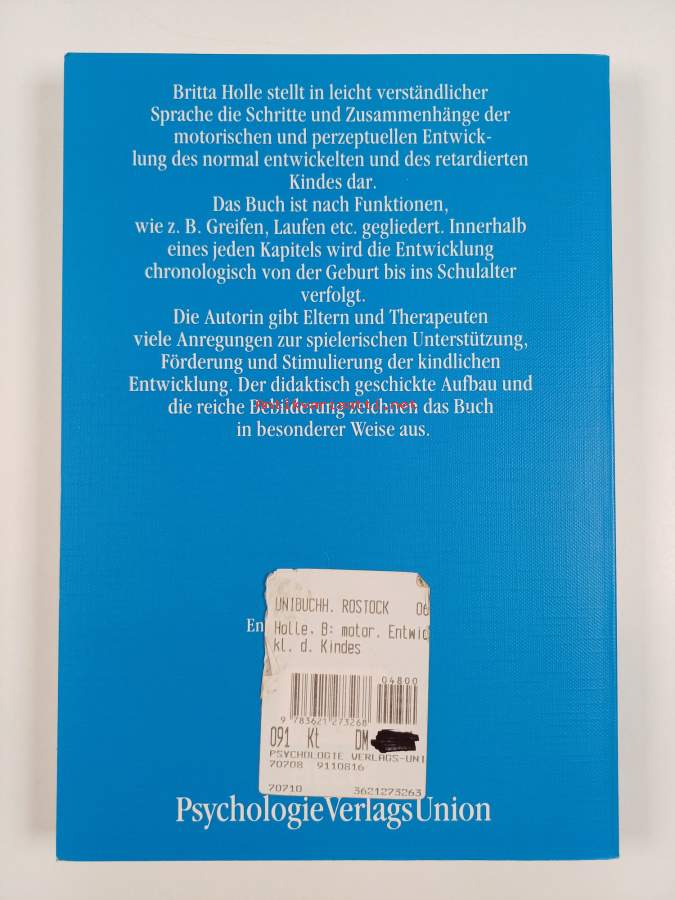 Britta Holle stellt in leicht verständlicher
Sprache die Schritte und Zusammenhänge der
motorischen und perzeptuellen Entwick-
lung des normal entwickelten und des retardierten
Kindes dar.
Das Buch ist nach Funktionen,
wie z. B. Greifen, Laufen etc. gegliedert. Innerhalb
eines jeden Kapitels wird die Entwicklung
chronologisch von der Geburt bis ins Schulalter
verfolgt.
Die Autorin gibt Eltern und Therapeuten
viele Anregungen zur spielerischen Unterstützung,
Förderung und Stimulierung der kindlichen
Entwicklung. Der didaktisch geschickte Aufbau und
die reiche Bebilderung zeichnen das Buch
in besonderer Weise aus.
UNIBUCHH. ROSTOCK 06
En
Holle, B: motor. Entwic
kl. d. Kindes
04800
9 783621 273268
091 Kt DM
PSYCHOLOGIE VERLAGS-UNI
70708 9110816
70710 3621273263
PsychologieVerlagsUnion